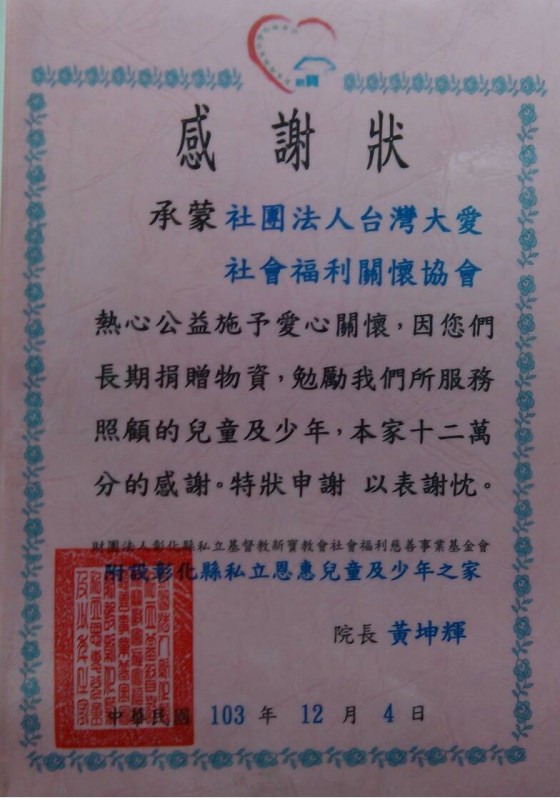 感謝狀
承蒙 社團法人台灣大愛
社會福利關懷協會
熱心公益施予愛心關懷，因您們
長期捐贈物資，勉勵我們所服務
照顧的兒童及少年，本家十二萬
分的感謝。特狀申謝 以表謝忱。
財團法人彰化縣私立基督教新寶教會社會福利慈善事業基金會
附設彰化縣私立恩惠兒童及少年之家
院長 黃坤輝
中華民國 103 年 12 月 4 日